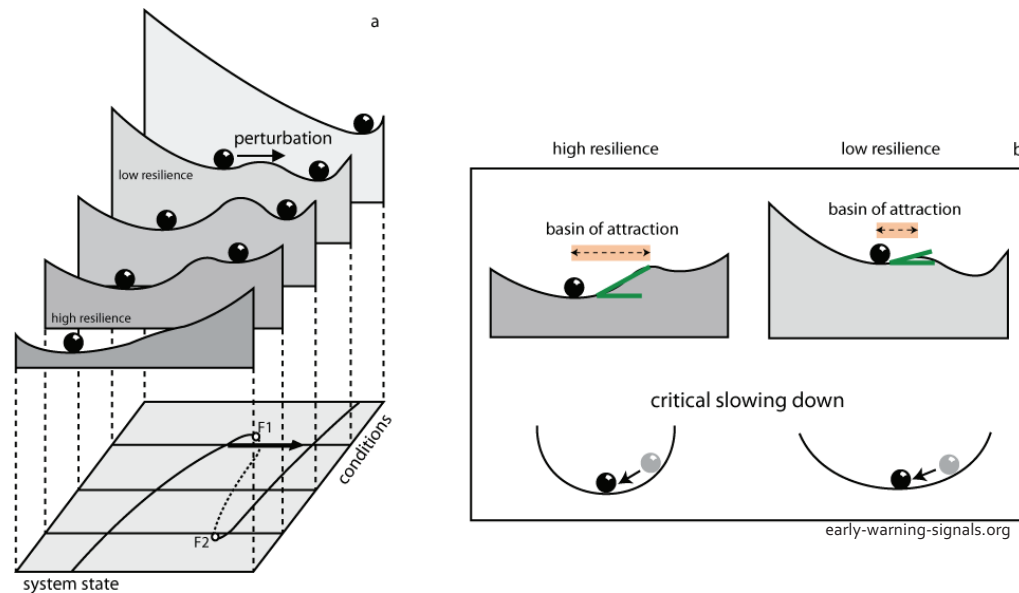 a
perturbation
low resilience
high resilience
F1
conditions
F2
system state
high resilience
low resilience
b
basin of attraction
basin of attraction
critical slowing down
early-warning-signals.org